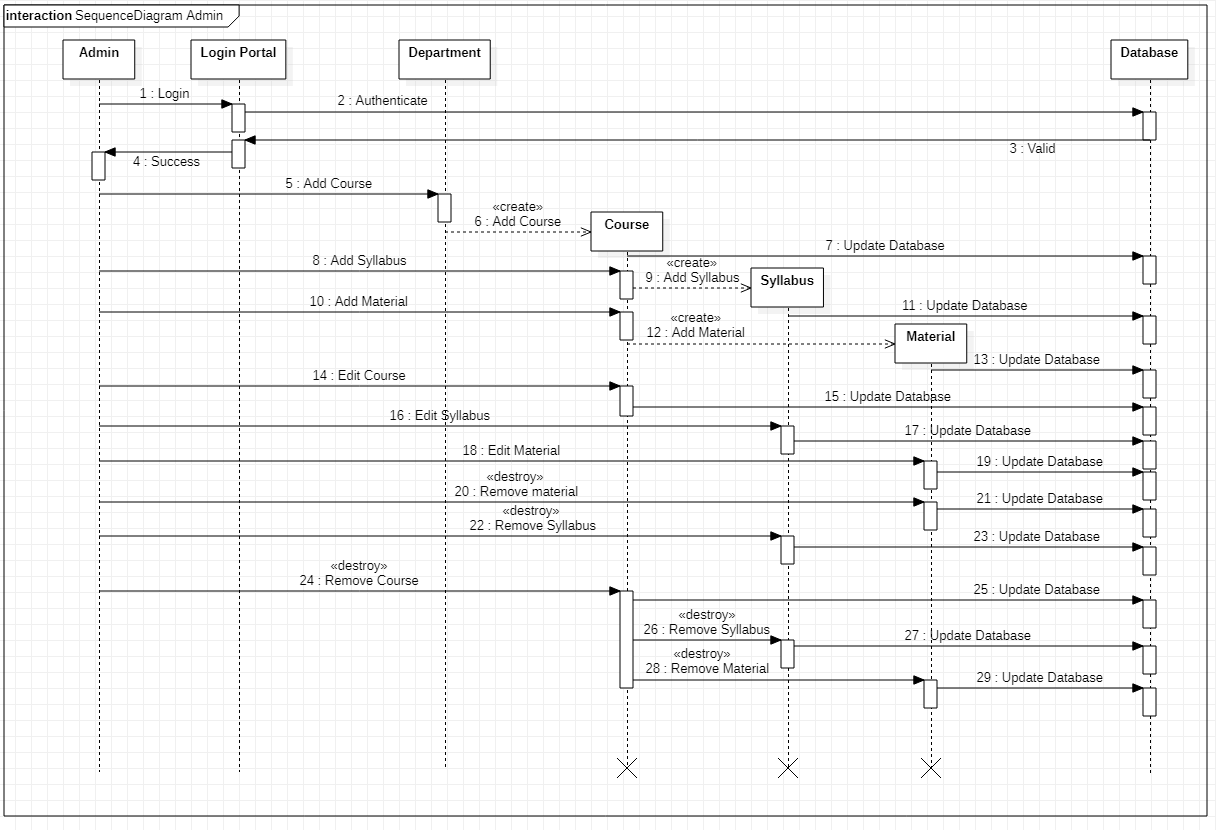 interaction SequenceDiagram Admin
Admin
Login Portal
Department
Database
1 : Login
2 : Authenticate
3 : Valid
4 : Success
5 : Add Course
«create»
6 : Add Course
Course
7 : Update Database
8 : Add Syllabus
«create»
9 : Add Syllabus
Syllabus
10 : Add Material
11 : Update Database
«create»
12 : Add Material
Material
13 : Update Database
14 : Edit Course
15 : Update Database
16 : Edit Syllabus
17 : Update Database
18 : Edit Material
19 : Update Database
«destroy»
20 : Remove material
21 : Update Database
«destroy»
22 : Remove Syllabus
23 : Update Database
«destroy»
24 : Remove Course
25 : Update Database
«destroy»
26 : Remove Syllabus
27 : Update Database
«destroy»
28 : Remove Material
29 : Update Database